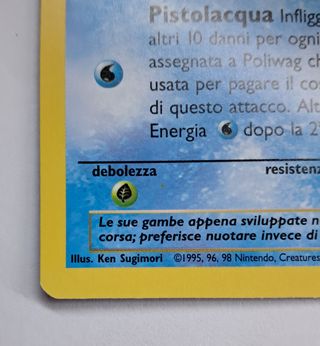 Pistolacqua Inflig
altri 10 danni per ogni
assegnata a Poliwag ch
usata per pagare il co
di questo attacco. Alt
Energia dopo la 2
debolezza resistenz
Le sue gambe appena sviluppate n
corsa; preferisce nuotare invece di
Illus. Ken Sugimori ©1995, 96, 98 Nintendo, Creatures